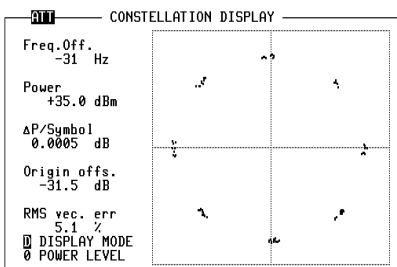 ATT CONSTELLATION DISPLAY
Freq.Off.
-31 Hz
Power
+35.0 dBm
ΔP/Symbol
0.0005 dB
Origin offs.
-31.5 dB
RMS vec. err
5.1 %
D DISPLAY MODE
0 POWER LEVEL